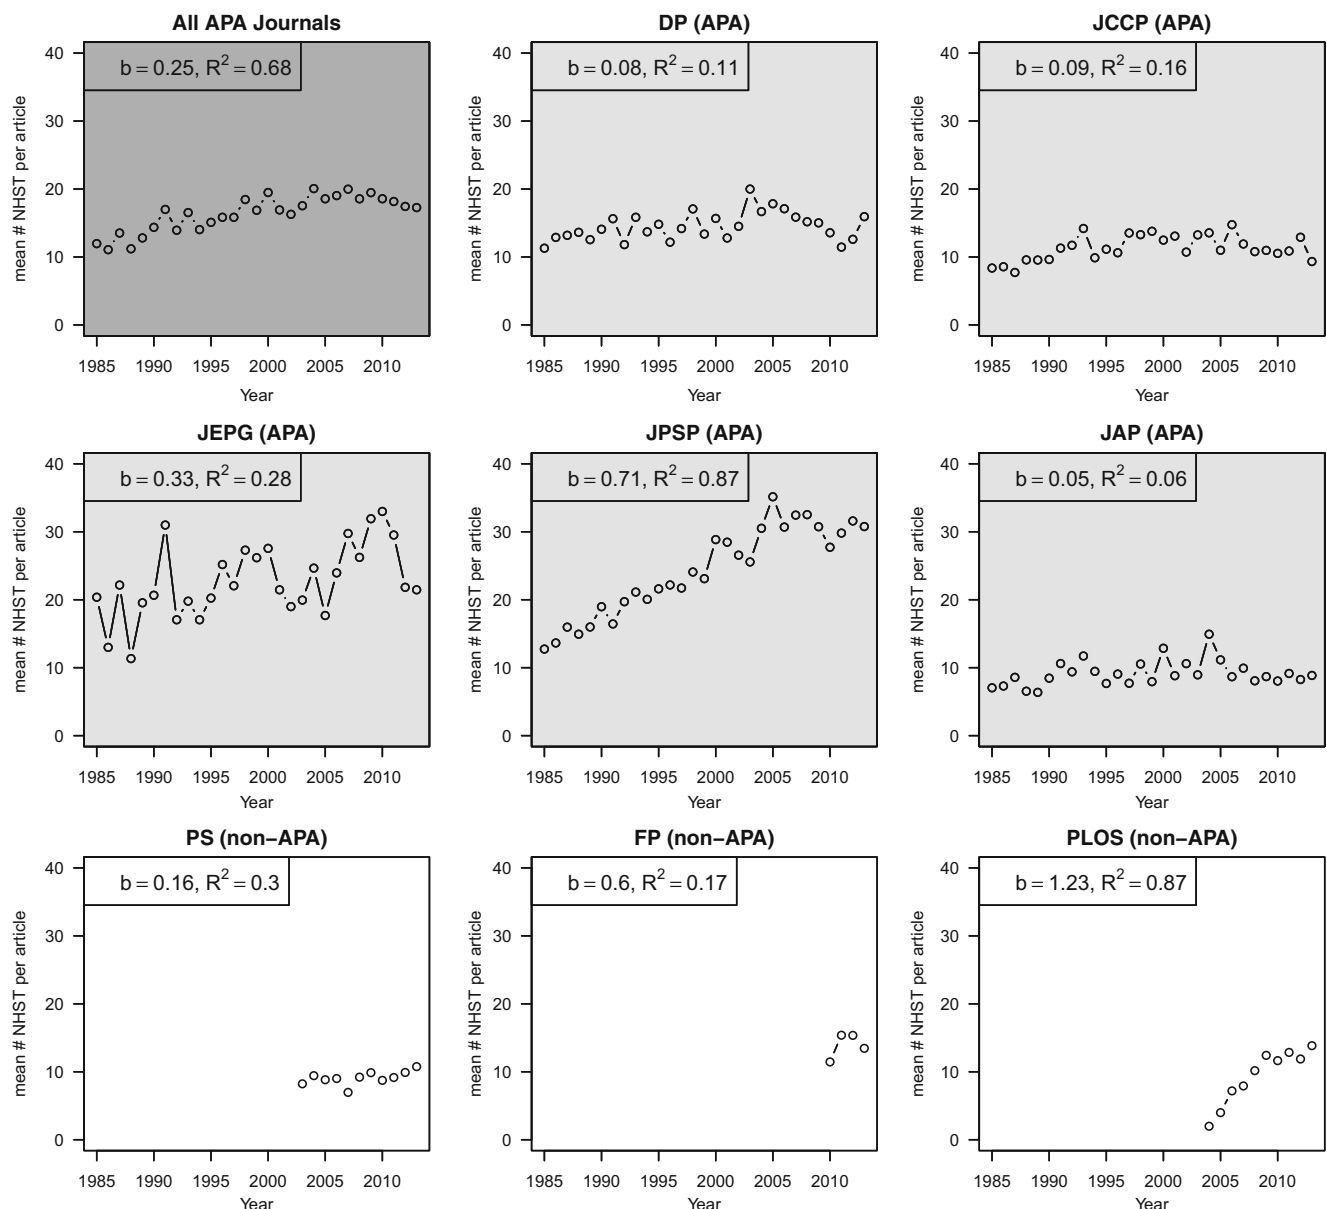 All APA Journals
DP (APA)
JCCP (APA)
b = 0.25, R² = 0.68
b = 0.08, R² = 0.11
b = 0.09, R² = 0.16
mean # NHST per article
mean # NHST per article
mean # NHST per article
40
30
20
10
0
40
30
20
10
0
40
30
20
10
0
1985 1990 1995 2000 2005 2010
1985 1990 1995 2000 2005 2010
1985 1990 1995 2000 2005 2010
Year
Year
Year
JEPG (APA)
JPSP (APA)
JAP (APA)
b = 0.33, R² = 0.28
b = 0.71, R² = 0.87
b = 0.05, R² = 0.06
mean # NHST per article
mean # NHST per article
mean # NHST per article
40
30
20
10
0
40
30
20
10
0
40
30
20
10
0
1985 1990 1995 2000 2005 2010
1985 1990 1995 2000 2005 2010
1985 1990 1995 2000 2005 2010
Year
Year
Year
PS (non−APA)
FP (non−APA)
PLOS (non−APA)
b = 0.16, R² = 0.3
b = 0.6, R² = 0.17
b = 1.23, R² = 0.87
mean # NHST per article
mean # NHST per article
mean # NHST per article
40
30
20
10
0
40
30
20
10
0
40
30
20
10
0
1985 1990 1995 2000 2005 2010
1985 1990 1995 2000 2005 2010
1985 1990 1995 2000 2005 2010
Year
Year
Year